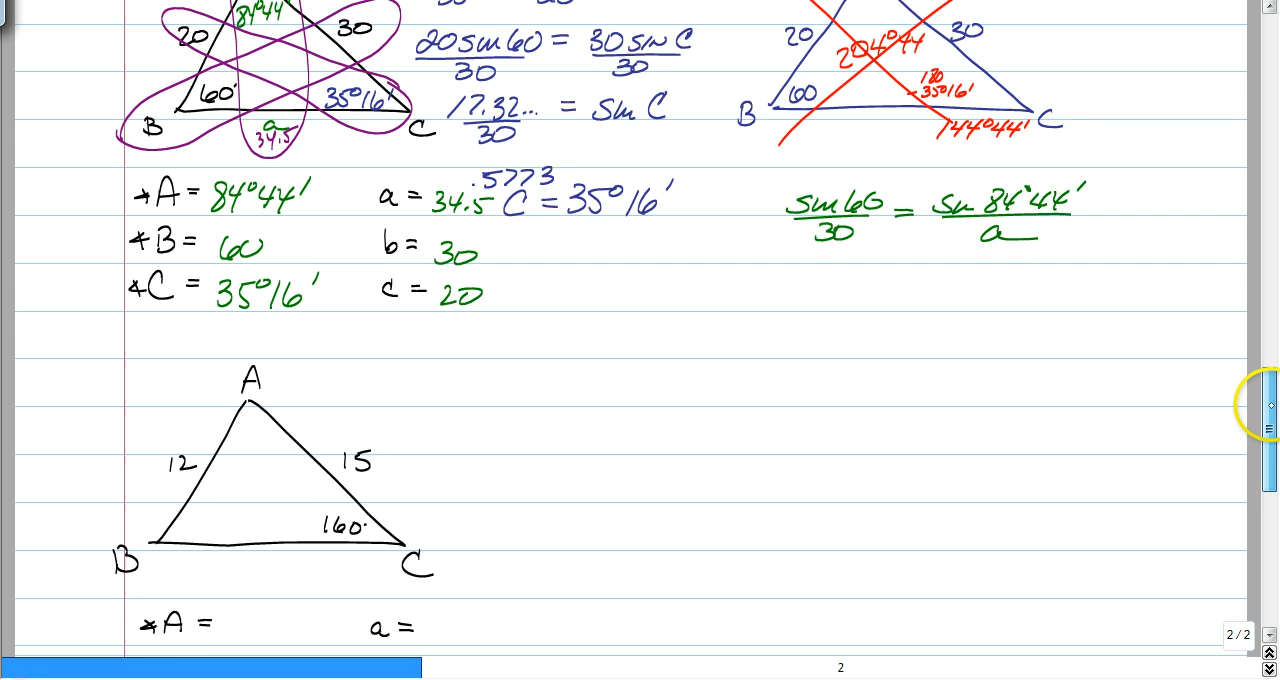 84°44'
20
30
20 sin 60 = 30 sin C
30 30
20
30
204°44'
60°
35°16'
17.32... = sin C
30
60
180
-35°16'
B
a
34.5
C
B
144°44' C
∡A = 84°44'
a = 34.5
.5773
C = 35°16'
sin 60 = sin 84°44'
30 a
∡B = 60
b = 30
∡C = 35°16'
c = 20
A
12
15
160°
B
C
∡A =
a =
2 / 2
2